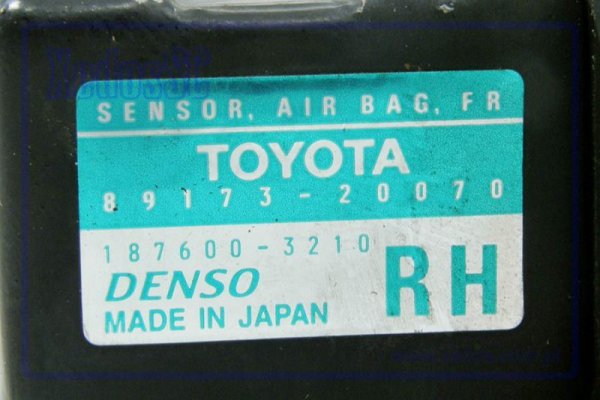 SENSOR, AIR BAG, FR
TOYOTA
89173-20070
187600-3210
DENSO
MADE IN JAPAN
RH